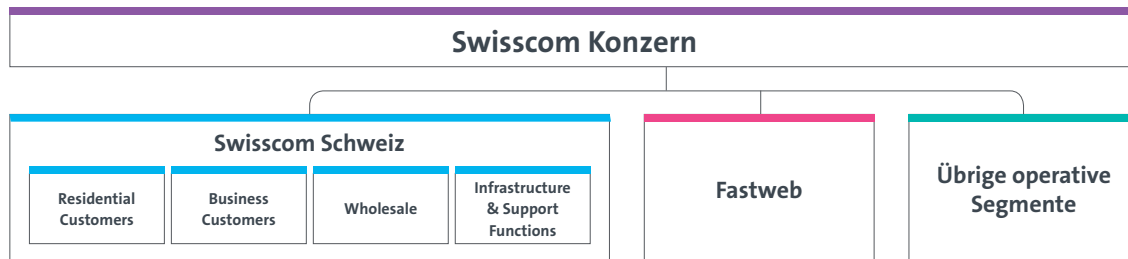 Swisscom Konzern
Swisscom Schweiz
Residential
Customers
Business
Customers
Wholesale
Infrastructure
& Support
Functions
Fastweb
Übrige operative
Segmente